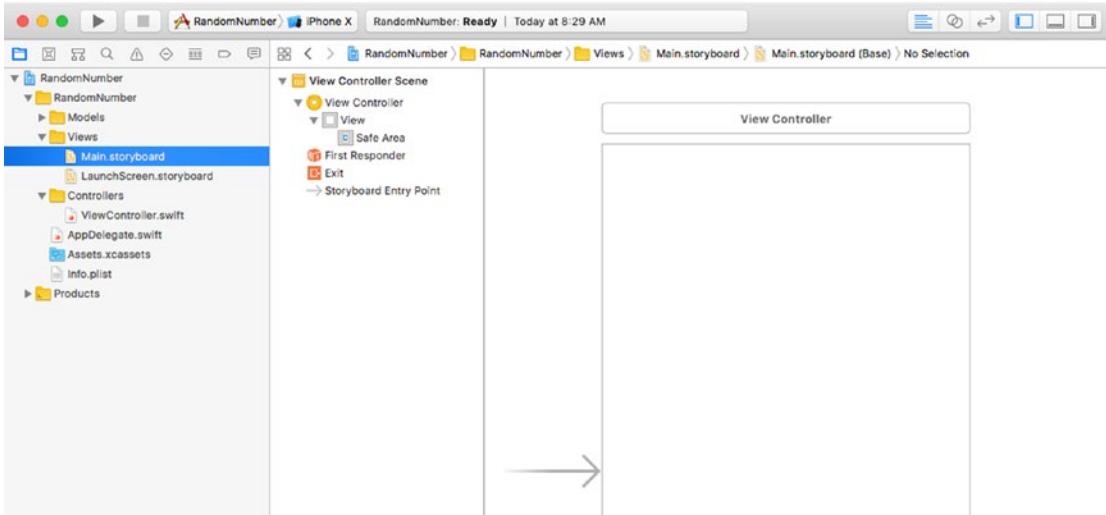 RandomNumber iPhone X RandomNumber: Ready | Today at 8:29 AM
RandomNumber RandomNumber Views Main.storyboard Main.storyboard (Base) No Selection
RandomNumber
RandomNumber
Models
Views
Main.storyboard
LaunchScreen.storyboard
Controllers
ViewController.swift
AppDelegate.swift
Assets.xcassets
Info.plist
Products
View Controller Scene
View Controller
View
Safe Area
First Responder
Exit
Storyboard Entry Point
View Controller